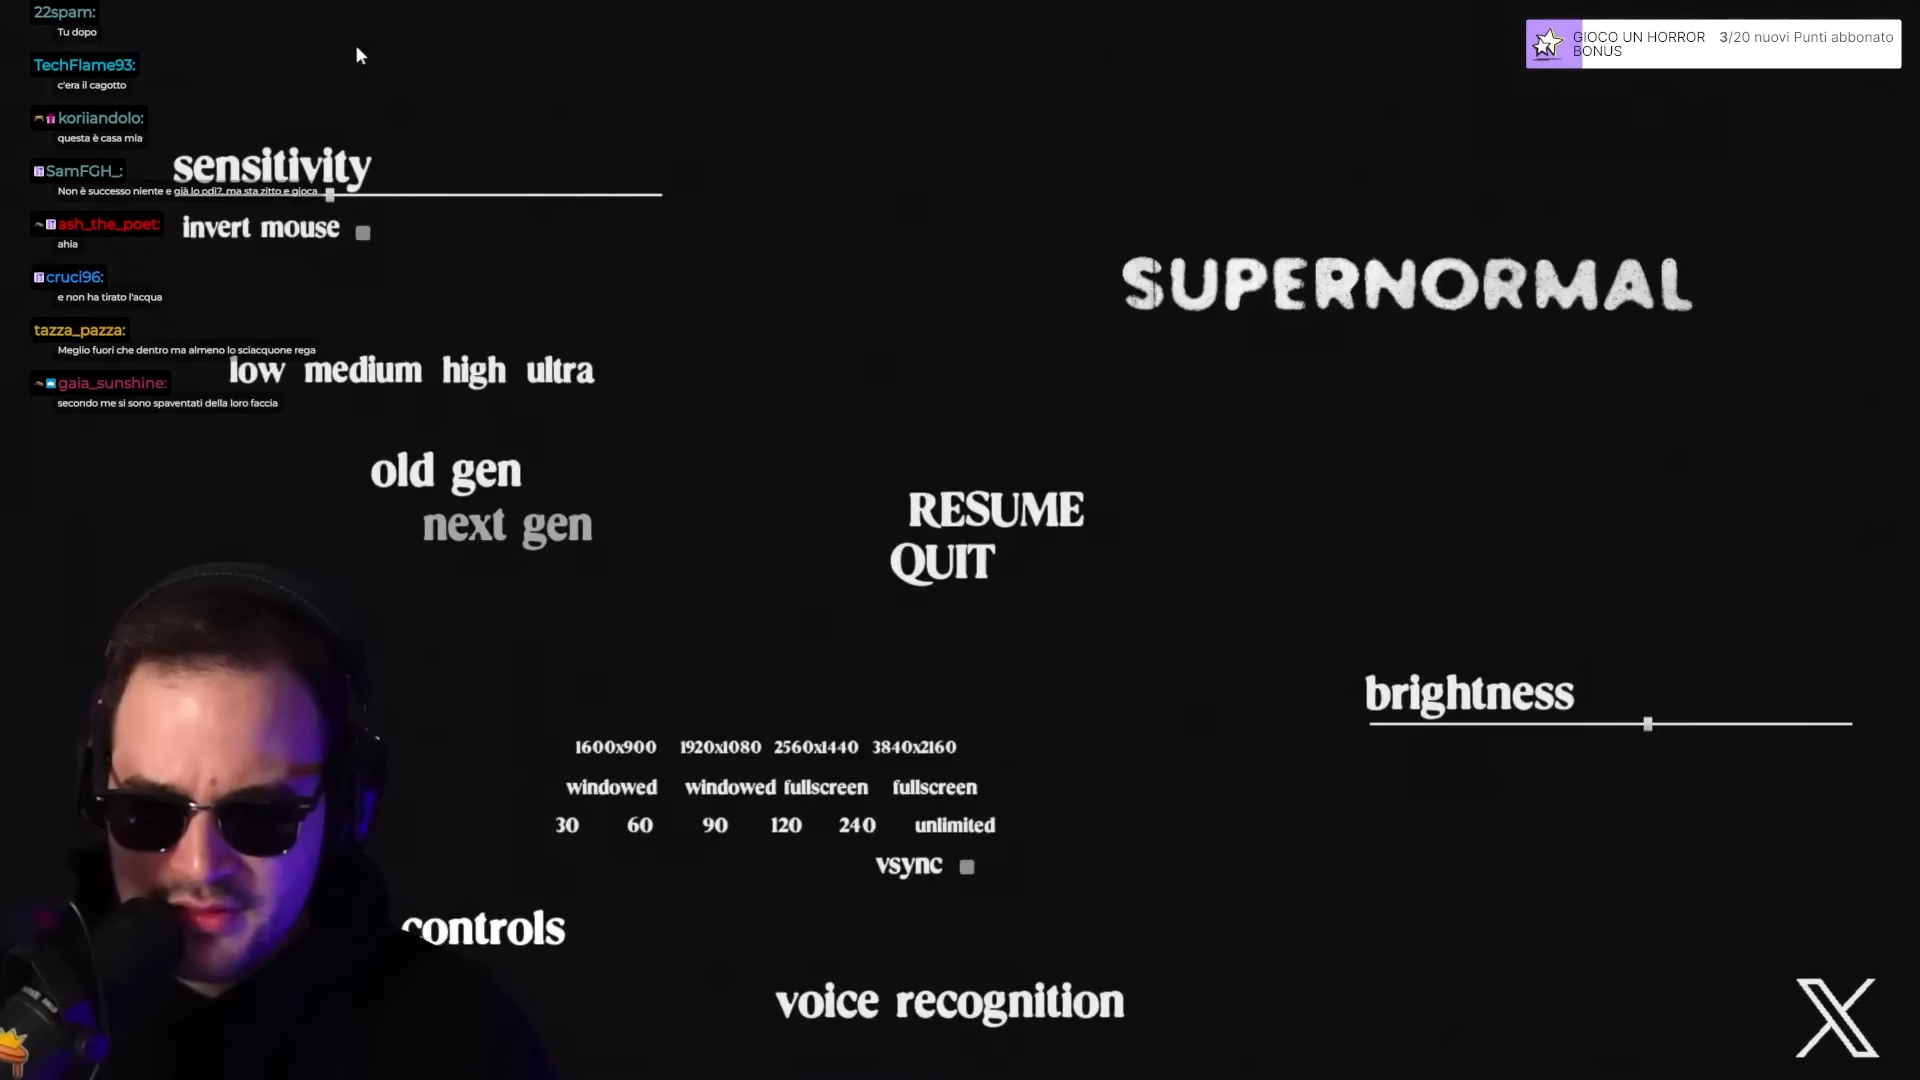 22spam:
Tu dopo
TechFlame93:
c'era il cagotto
koriiandolo:
questa è casa mia
SamFGH_:
Non è successo niente e già lo odi?. ma sta zitto e gioca
ash_the_poet:
ahia
cruci96:
e non ha tirato l'acqua
tazza_pazza:
Meglio fuori che dentro ma almeno lo sciacquone rega
gaia_sunshine:
secondo me si sono spaventati della loro faccia
GIOCO UN HORROR BONUS
3/20 nuovi Punti abbonato
sensitivity
invert mouse
SUPERNORMAL
low medium high ultra
old gen
next gen
RESUME
QUIT
brightness
1600x900 1920x1080 2560x1440 3840x2160
windowed windowed fullscreen fullscreen
30 60 90 120 240 unlimited
vsync
controls
voice recognition
X